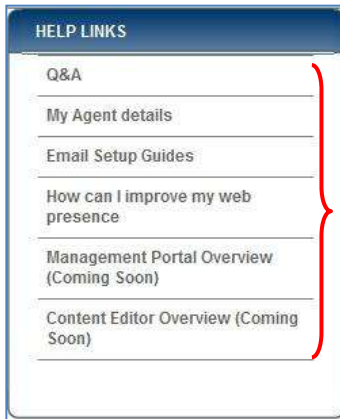 HELP LINKS
Q&A
My Agent details
Email Setup Guides
How can I improve my web
presence
Management Portal Overview
(Coming Soon)
Content Editor Overview (Coming
Soon)